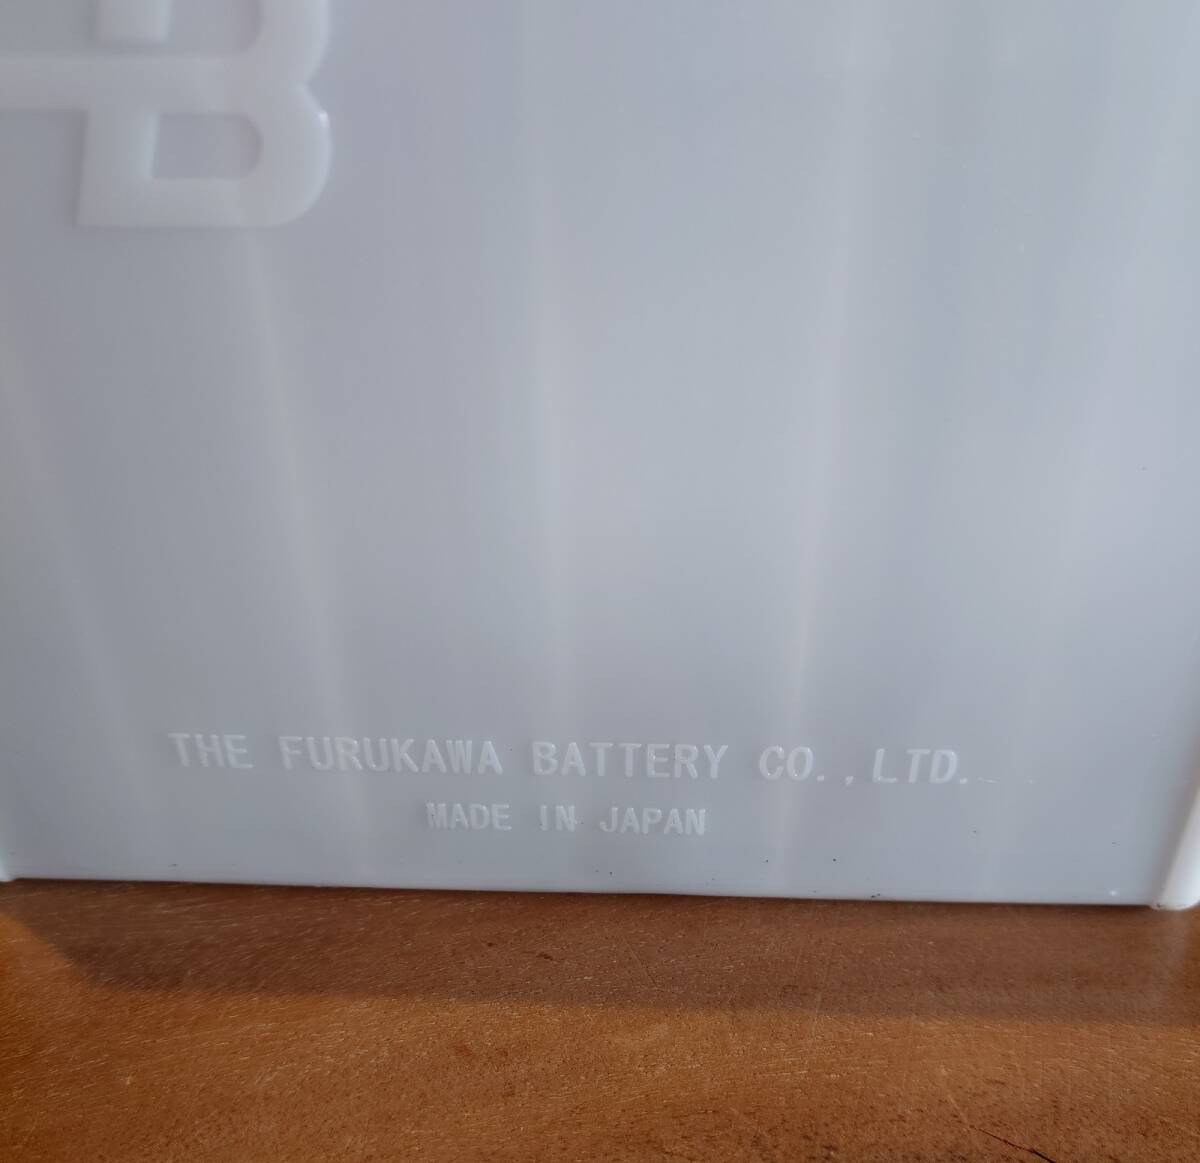 THE FURUKAWA BATTERY CO.,LTD.
MADE IN JAPAN